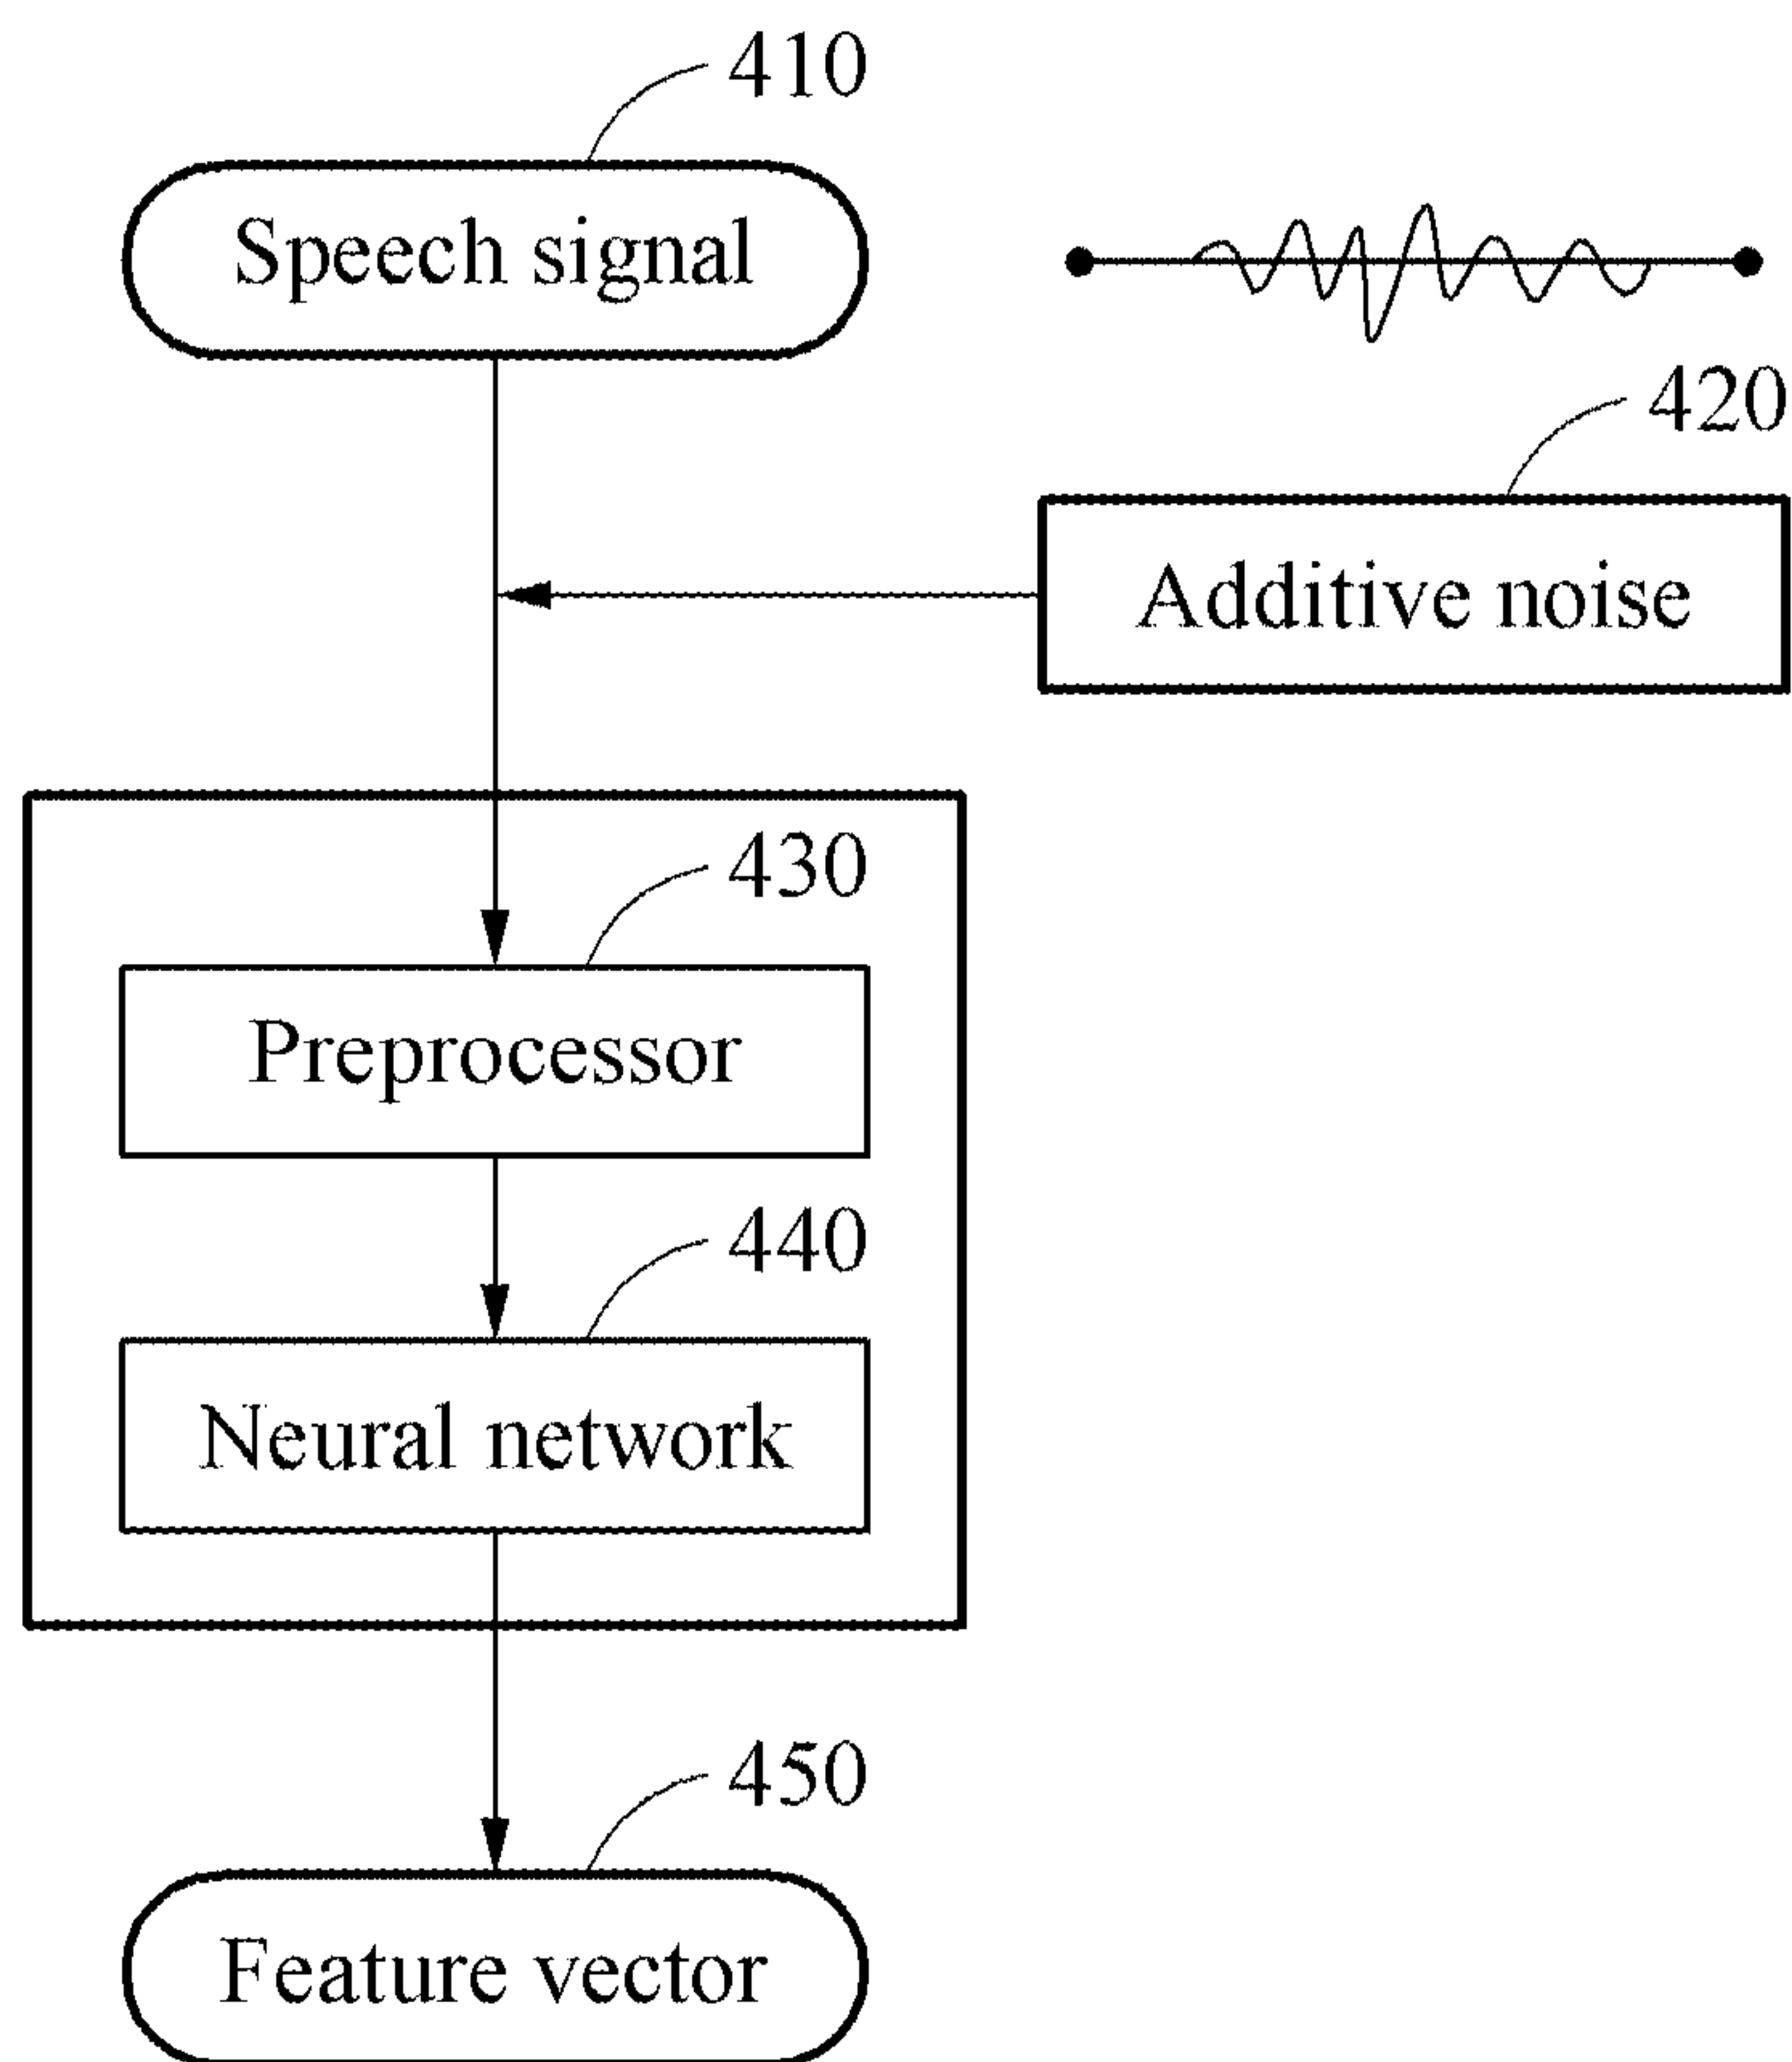 410
Speech signal
420
Additive noise
430
Preprocessor
440
Neural network
450
Feature vector